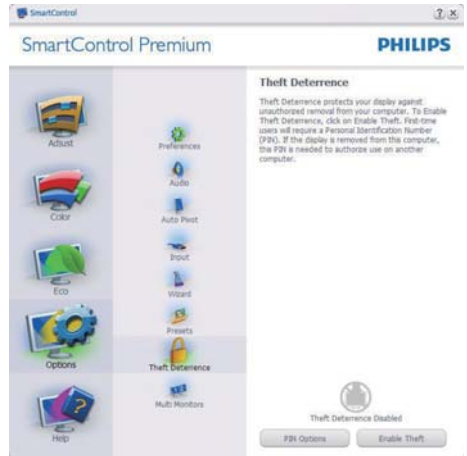 SmartControl
? x
SmartControl Premium
PHILIPS
Adjust
Color
Eco
Options
Help
Preferences
Audio
Auto Pivot
Input
Wizard
Presets
Theft Deterrence
Multi Monitors
Theft Deterrence
Theft Deterrence protects your display against
unauthorized removal from your computer. To Enable
Theft Deterrence, click on Enable Theft. First-time
users will require a Personal Identification Number
(PIN). If the display is removed from this computer,
this PIN is needed to authorize use on another
computer.
Theft Deterrence Disabled
PIN Options
Enable Theft